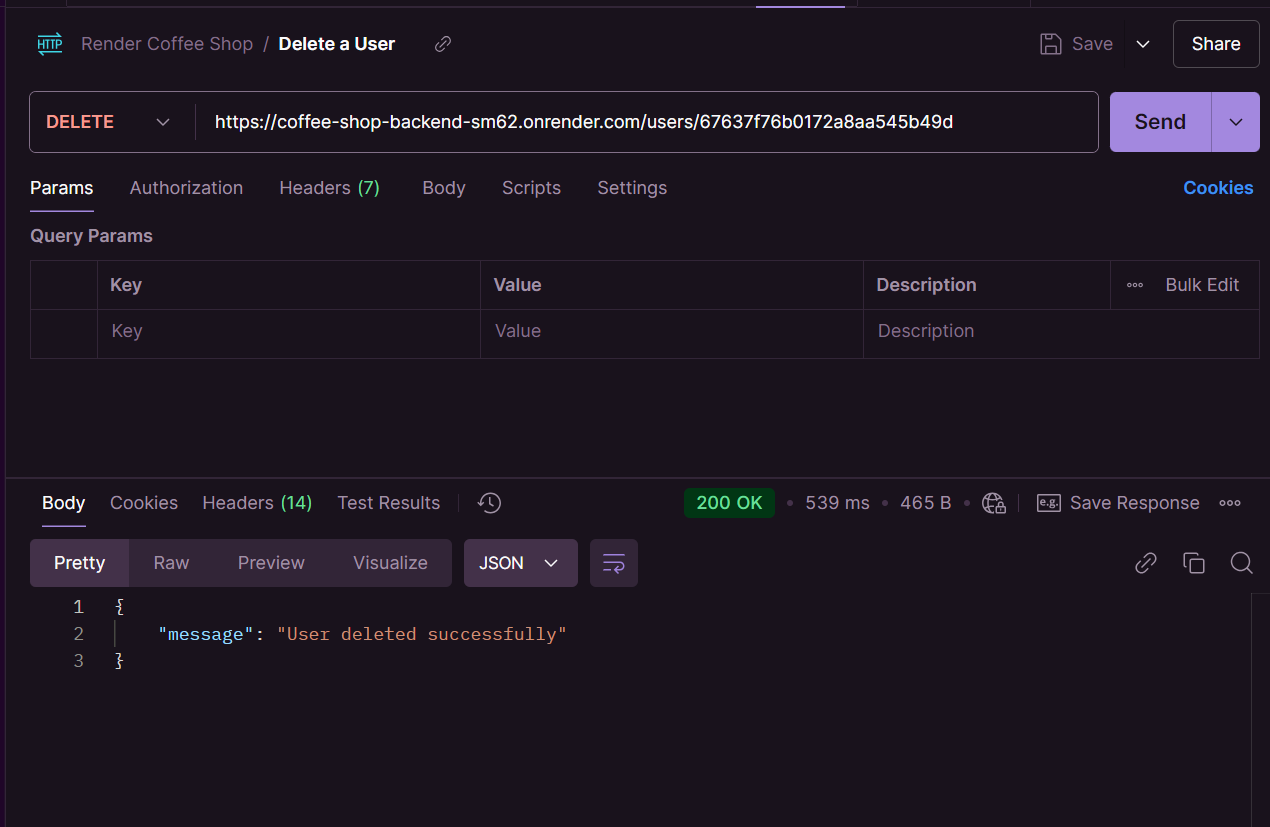 HTTP Render Coffee Shop / Delete a User Save Share
DELETE https://coffee-shop-backend-sm62.onrender.com/users/67637f76b0172a8aa545b49d Send
Params Authorization Headers (7) Body Scripts Settings Cookies
Query Params
Key Value Description Bulk Edit
Key Value Description
Body Cookies Headers (14) Test Results 200 OK 539 ms 465 B e.g. Save Response
Pretty Raw Preview Visualize JSON
1 {
2 "message": "User deleted successfully"
3 }